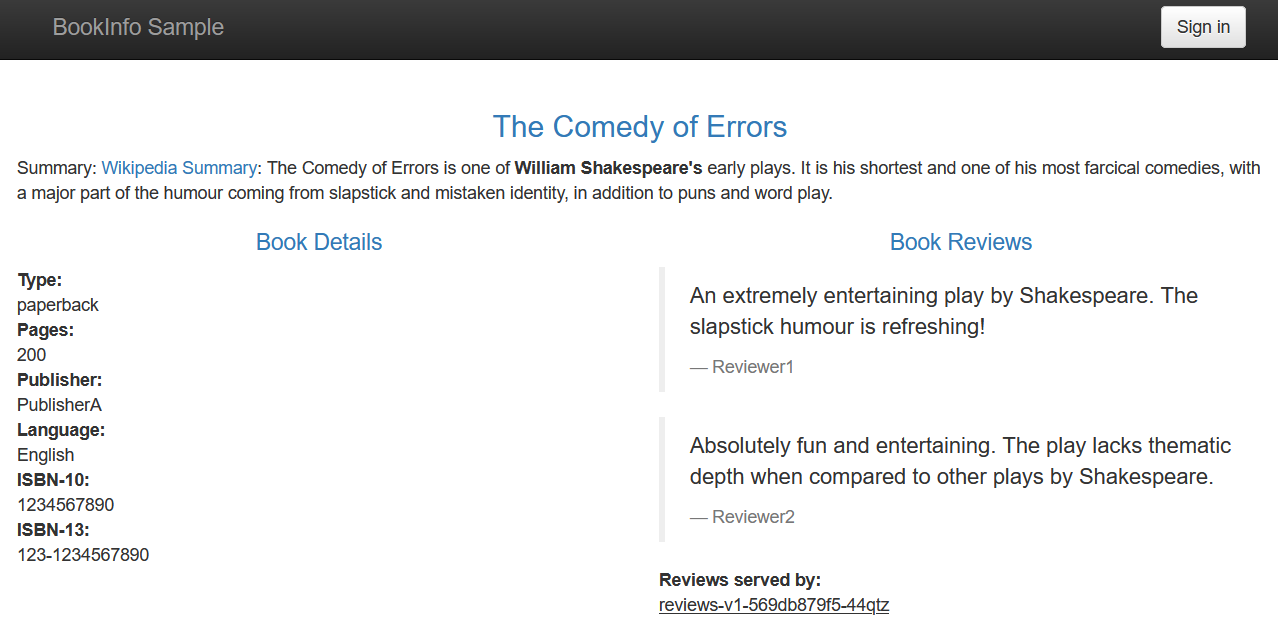 BookInfo Sample
Sign in
The Comedy of Errors
Summary: Wikipedia Summary: The Comedy of Errors is one of William Shakespeare's early plays. It is his shortest and one of his most farcical comedies, with
a major part of the humour coming from slapstick and mistaken identity, in addition to puns and word play.
Book Details
Type:
paperback
Pages:
200
Publisher:
PublisherA
Language:
English
ISBN-10:
1234567890
ISBN-13:
123-1234567890
Book Reviews
An extremely entertaining play by Shakespeare. The
slapstick humour is refreshing!
— Reviewer1
Absolutely fun and entertaining. The play lacks thematic
depth when compared to other plays by Shakespeare.
— Reviewer2
Reviews served by:
reviews-v1-569db879f5-44qtz